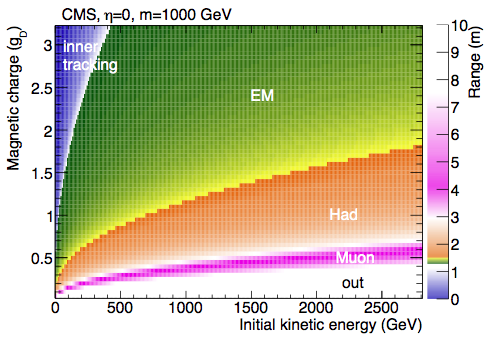 CMS, η=0, m=1000 GeV
Magnetic charge (g_D)
3
2.5
2
1.5
1
0.5
inner
tracking
EM
Had
Muon
out
0 500 1000 1500 2000 2500
Initial kinetic energy (GeV)
10
9
8
7
6
5
4
3
2
1
0
Range (m)